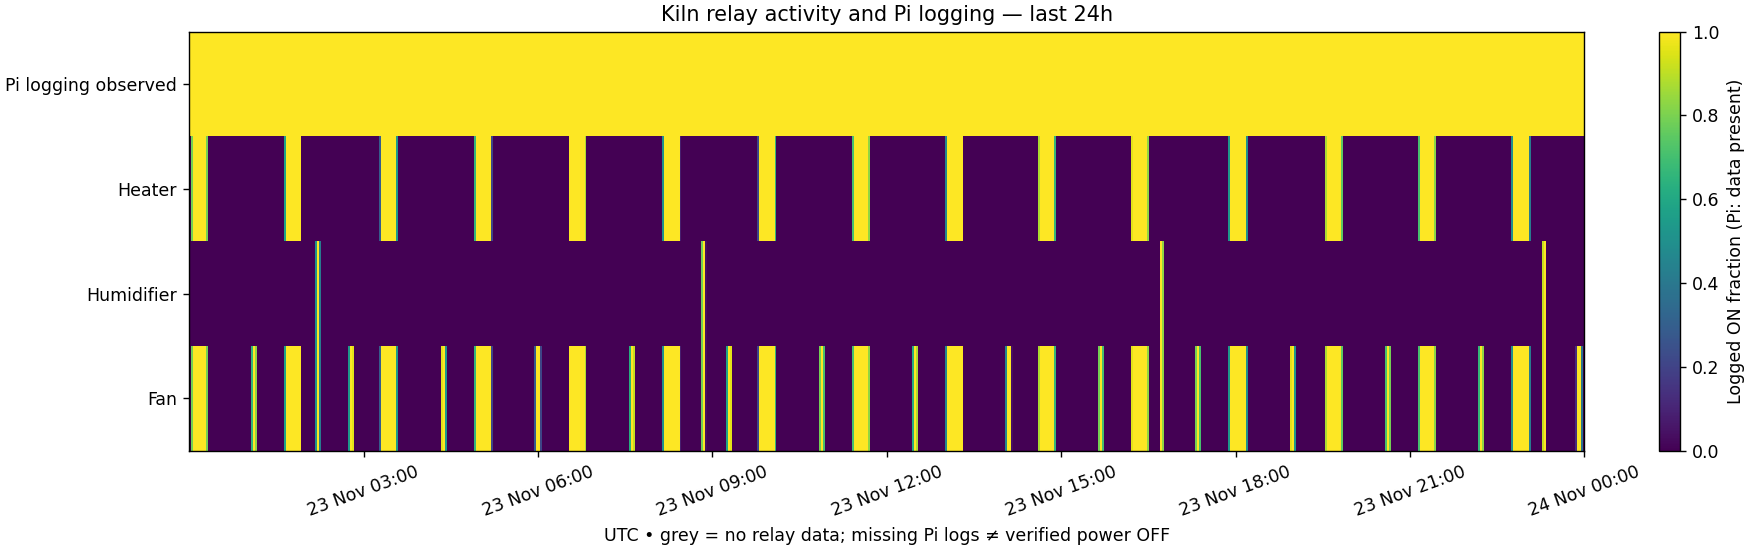 Kiln relay activity and Pi logging — last 24h
Pi logging observed
Heater
Humidifier
Fan
23 Nov 03:00
23 Nov 06:00
23 Nov 09:00
23 Nov 12:00
23 Nov 15:00
23 Nov 18:00
23 Nov 21:00
24 Nov 00:00
UTC • grey = no relay data; missing Pi logs ≠ verified power OFF
1.0
0.8
0.6
0.4
0.2
0.0
Logged ON fraction (Pi: data present)